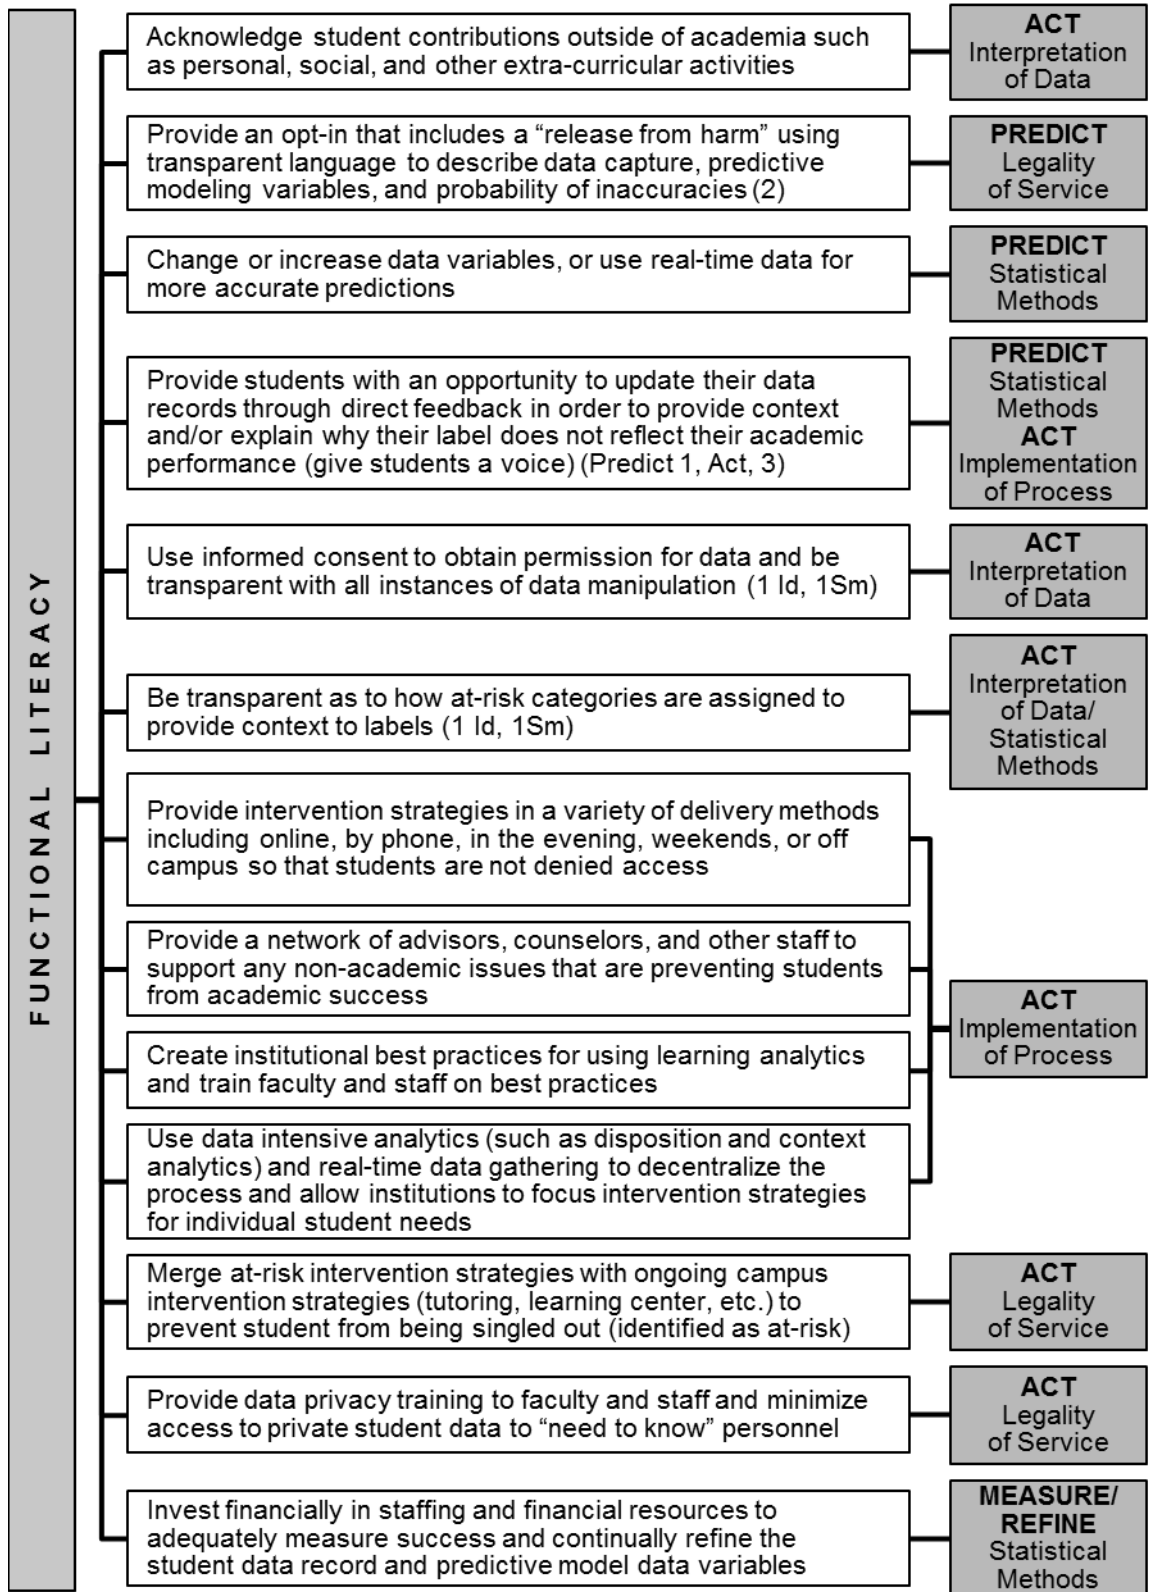 FUNCTIONAL LITERACY
Acknowledge student contributions outside of academia such
as personal, social, and other extra-curricular activities
ACT
Interpretation
of Data
Provide an opt-in that includes a “release from harm” using
transparent language to describe data capture, predictive
modeling variables, and probability of inaccuracies (2)
PREDICT
Legality
of Service
Change or increase data variables, or use real-time data for
more accurate predictions
PREDICT
Statistical
Methods
Provide students with an opportunity to update their data
records through direct feedback in order to provide context
and/or explain why their label does not reflect their academic
performance (give students a voice) (Predict 1, Act, 3)
PREDICT
Statistical
Methods
ACT
Implementation
of Process
Use informed consent to obtain permission for data and be
transparent with all instances of data manipulation (1 Id, 1Sm)
ACT
Interpretation
of Data
Be transparent as to how at-risk categories are assigned to
provide context to labels (1 Id, 1Sm)
ACT
Interpretation
of Data/
Statistical
Methods
Provide intervention strategies in a variety of delivery methods
including online, by phone, in the evening, weekends, or off
campus so that students are not denied access
Provide a network of advisors, counselors, and other staff to
support any non-academic issues that are preventing students
from academic success
Create institutional best practices for using learning analytics
and train faculty and staff on best practices
Use data intensive analytics (such as disposition and context
analytics) and real-time data gathering to decentralize the
process and allow institutions to focus intervention strategies
for individual student needs
ACT
Implementation
of Process
Merge at-risk intervention strategies with ongoing campus
intervention strategies (tutoring, learning center, etc.) to
prevent student from being singled out (identified as at-risk)
ACT
Legality
of Service
Provide data privacy training to faculty and staff and minimize
access to private student data to “need to know” personnel
ACT
Legality
of Service
Invest financially in staffing and financial resources to
adequately measure success and continually refine the
student data record and predictive model data variables
MEASURE/
REFINE
Statistical
Methods